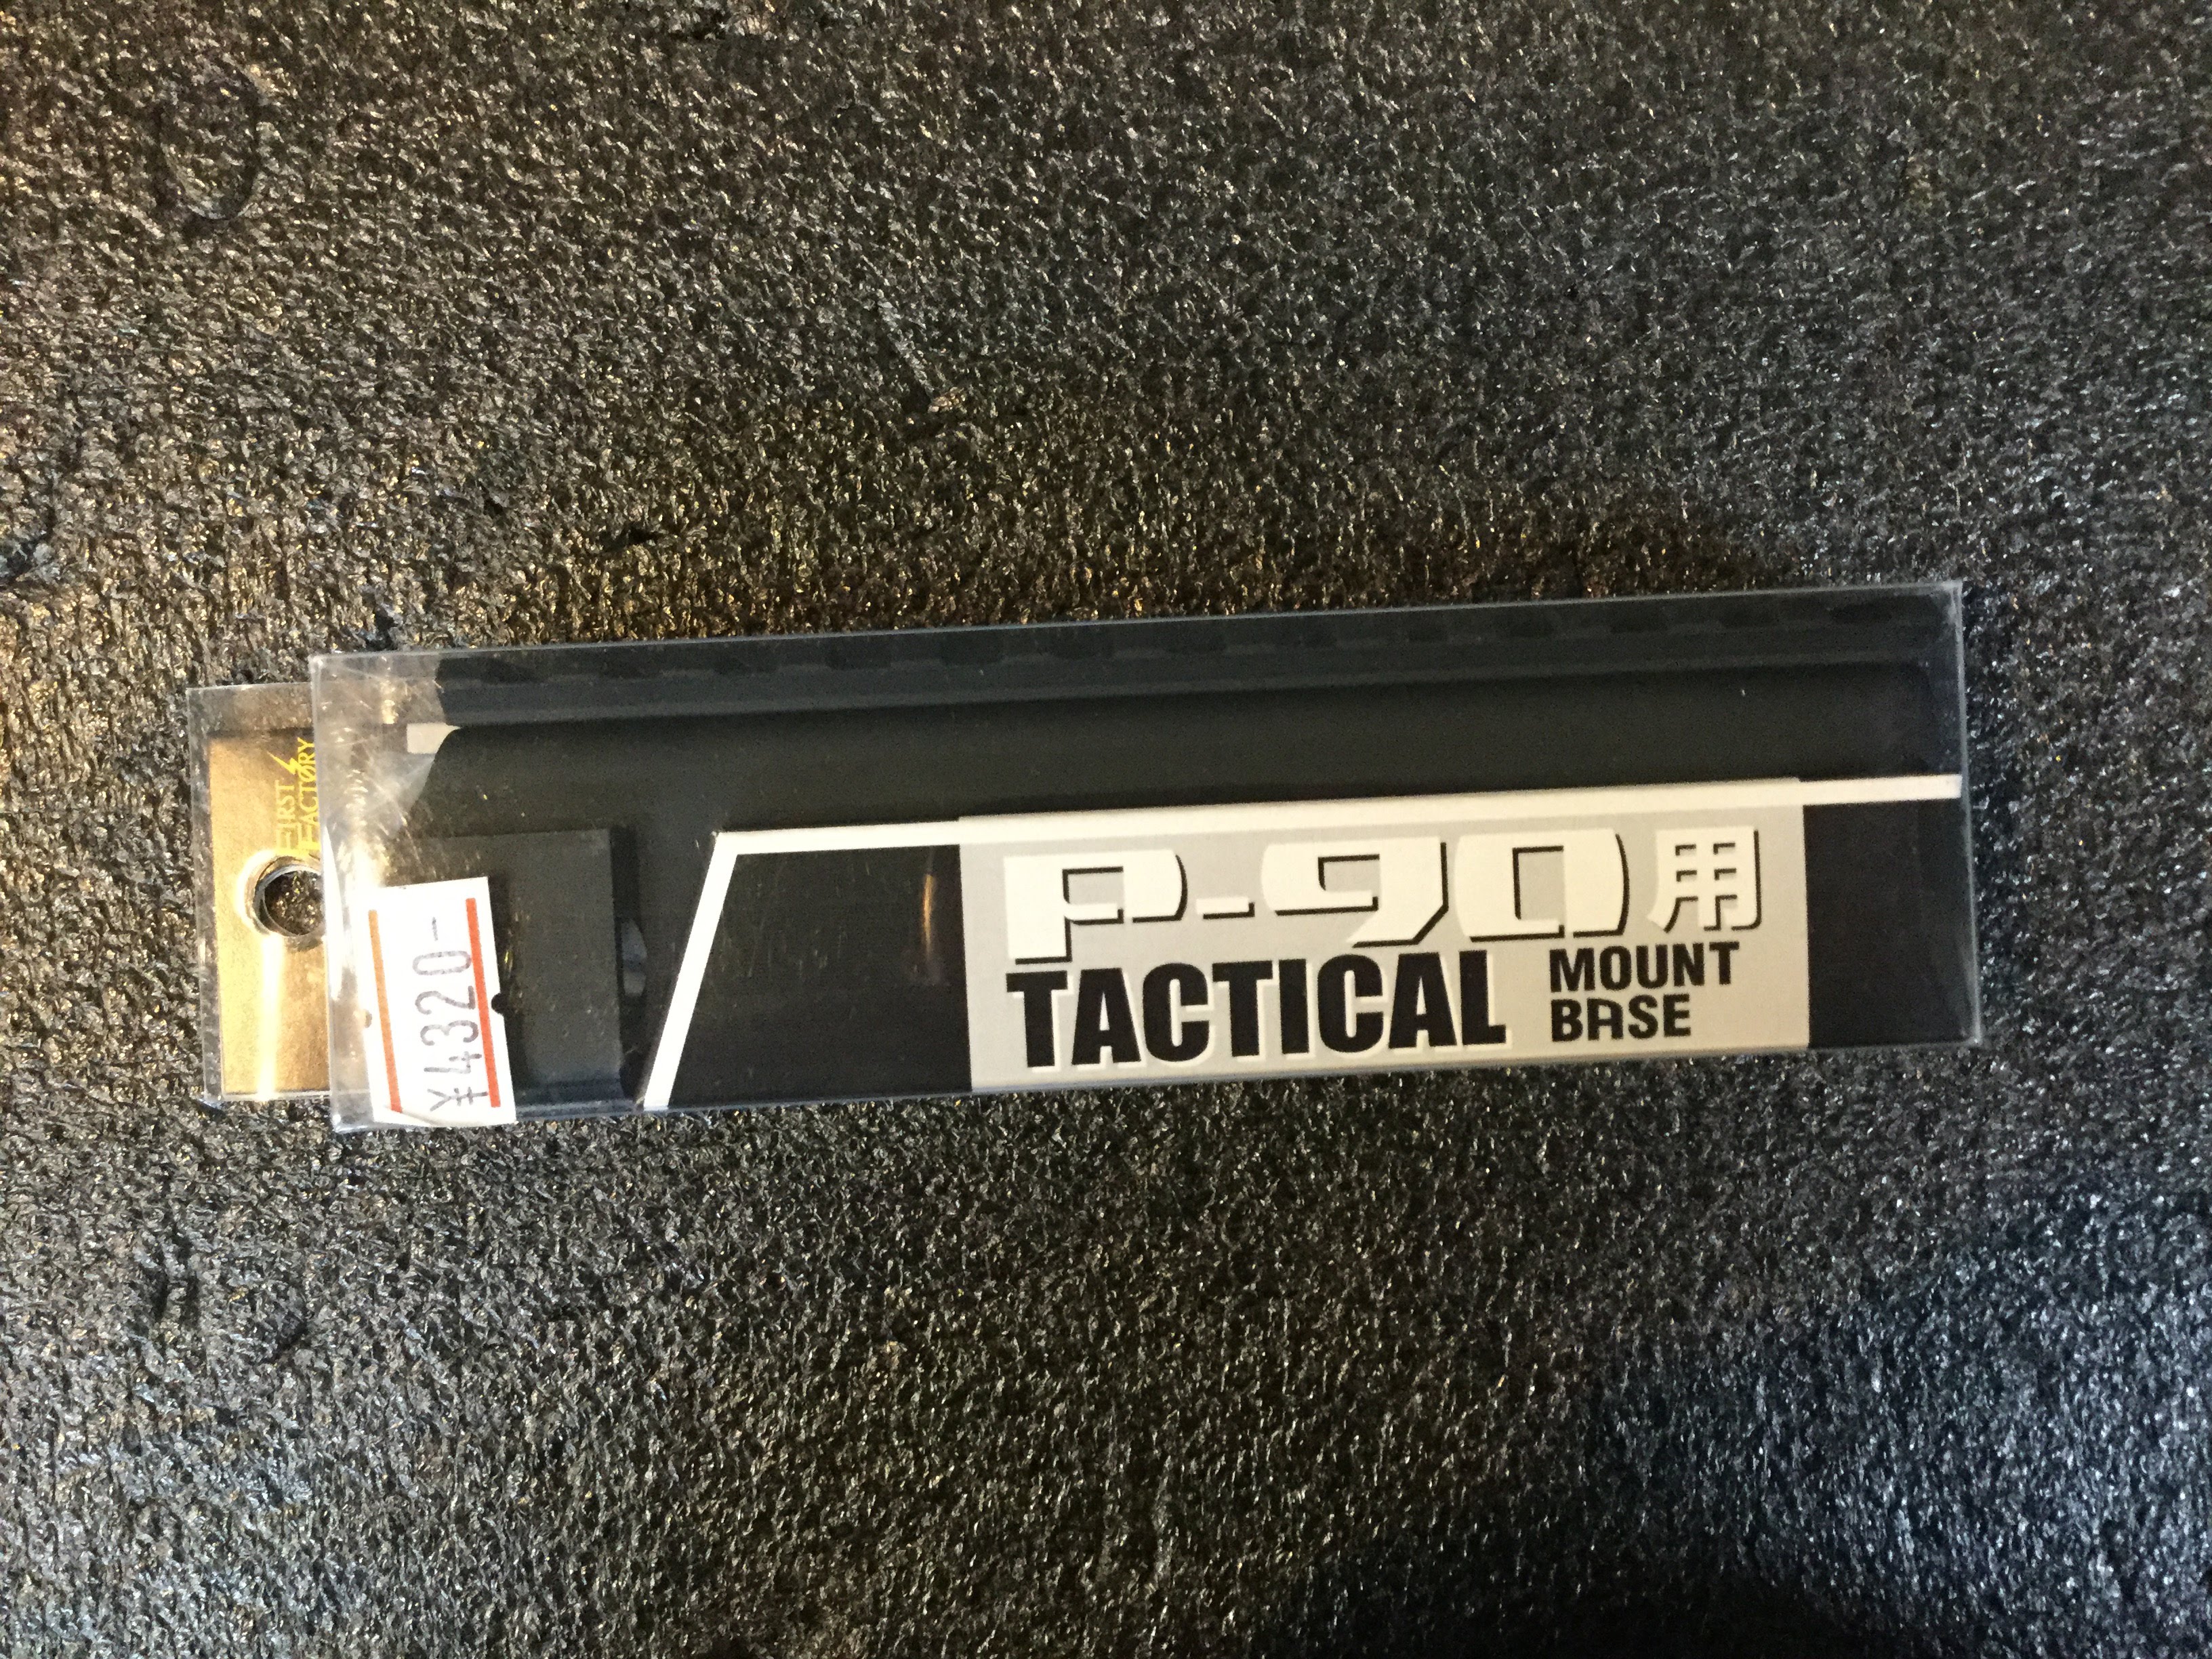 FIRST
FACTORY
¥4320-
P-90用
TACTICAL
MOUNT
BASE